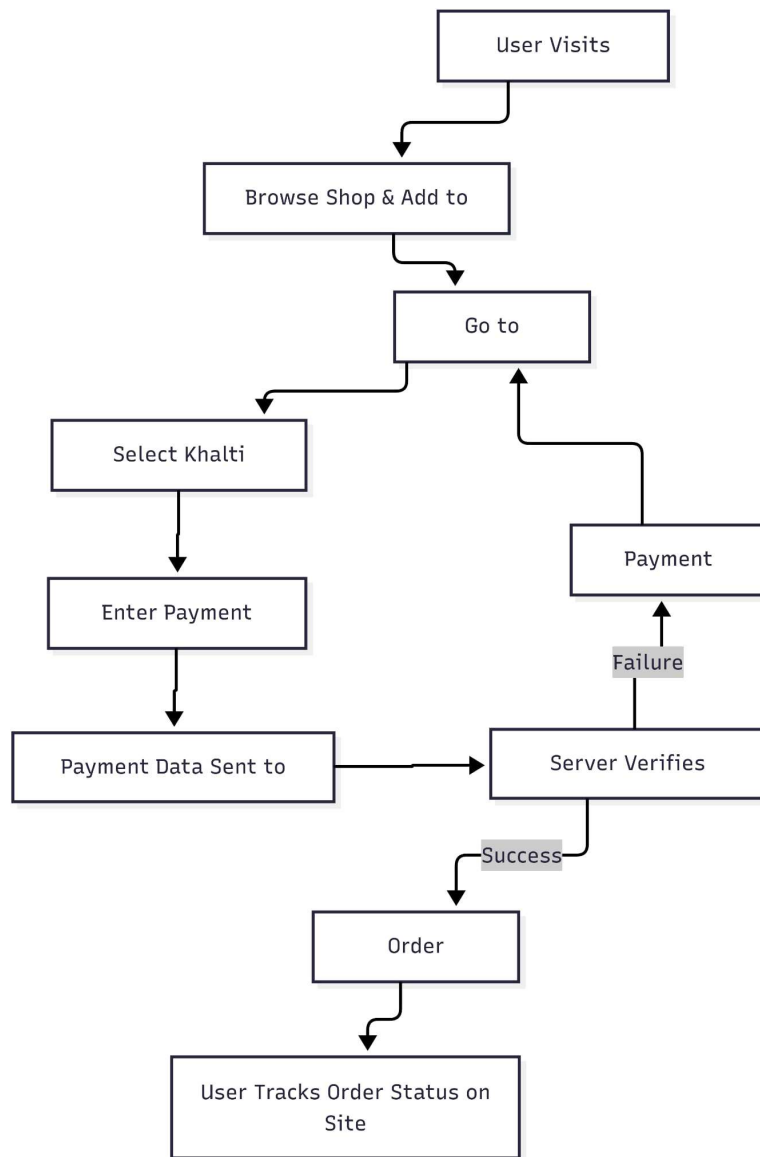 User Visits
Browse Shop & Add to
Go to
Select Khalti
Enter Payment
Payment Data Sent to
Server Verifies
Failure
Payment
Success
Order
User Tracks Order Status on
Site